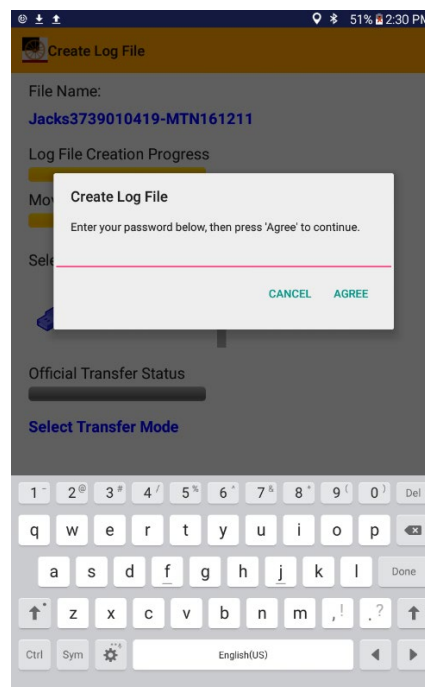 51% 2:30 PM
Create Log File
File Name:
Jacks3739010419-MTN161211
Log File Creation Progress
Mov
Create Log File
Enter your password below, then press 'Agree' to continue.
Sele
CANCEL AGREE
Official Transfer Status
Select Transfer Mode
1 - 2 @ 3 # 4 / 5 % 6 ^ 7 & 8 * 9 ( 0 ) Del
q w e r t y u i o p
a s d f g h j k l Done
z x c v b n m , ! . ?
Ctrl Sym English(US)